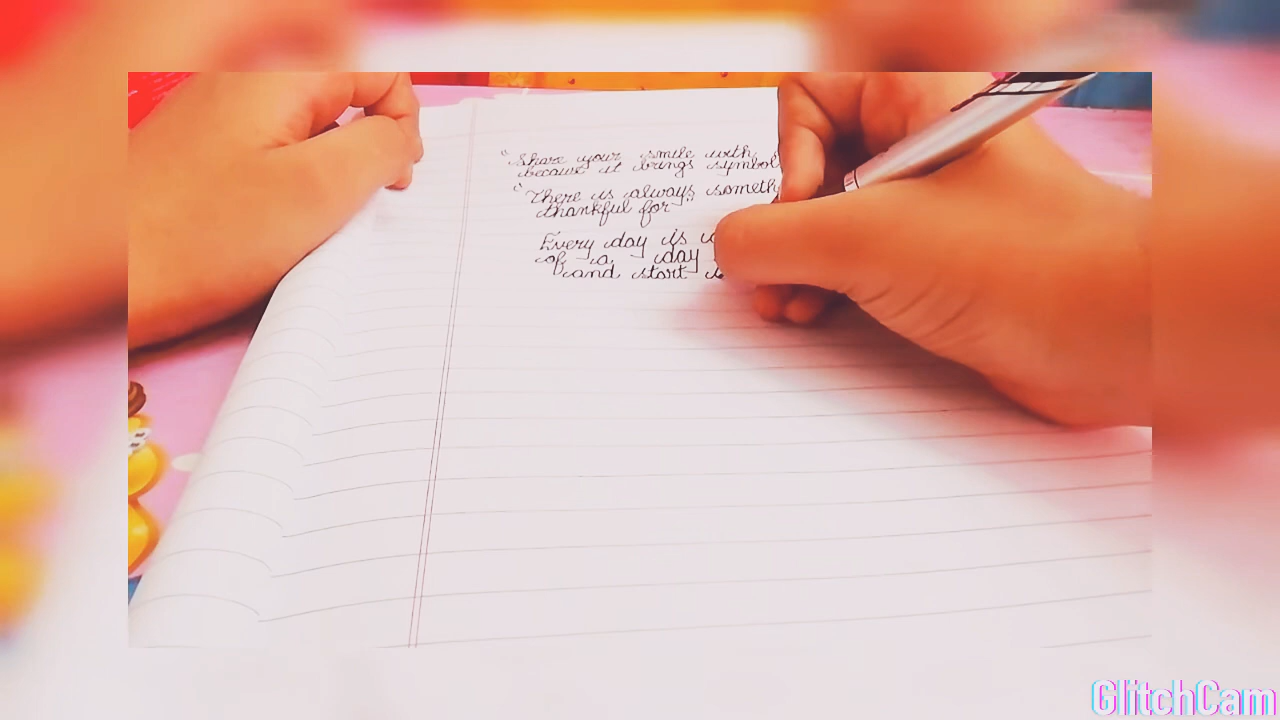 "Share your smile with
because it brings symbol
"There is always someth
thankful for"
Every day is
of a day
and start
GlitchCam